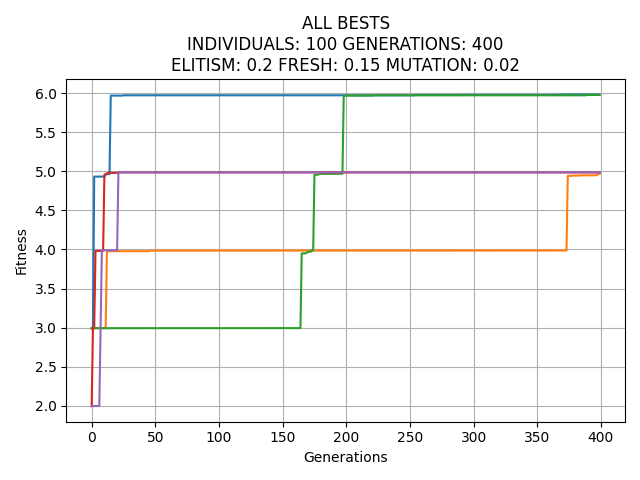 ALL BESTS
INDIVIDUALS: 100 GENERATIONS: 400
ELITISM: 0.2 FRESH: 0.15 MUTATION: 0.02
6.0
5.5
5.0
4.5
4.0
3.5
3.0
2.5
2.0
Fitness
0 50 100 150 200 250 300 350 400
Generations